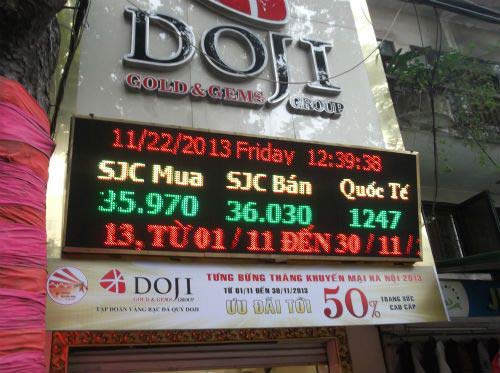 DOJI
GOLD & GEMS GROUP
11/22/2013 Friday 12:39:38
SJC Mua SJC Bán Quốc Tế
35.970 36.030 1247
13, TỪ 01 / 11 ĐẾN 30 / 11 /
DOJI
GOLD & GEMS GROUP
TẬP ĐOÀN VÀNG BẠC ĐÁ QUÝ DOJI
TƯNG BỪNG THÁNG KHUYẾN MẠI HÀ NỘI 2013
TỪ 01/11 ĐẾN 30/11/2013
ƯU ĐÃI TỚI 50% TRANG SỨC CAO CẤP